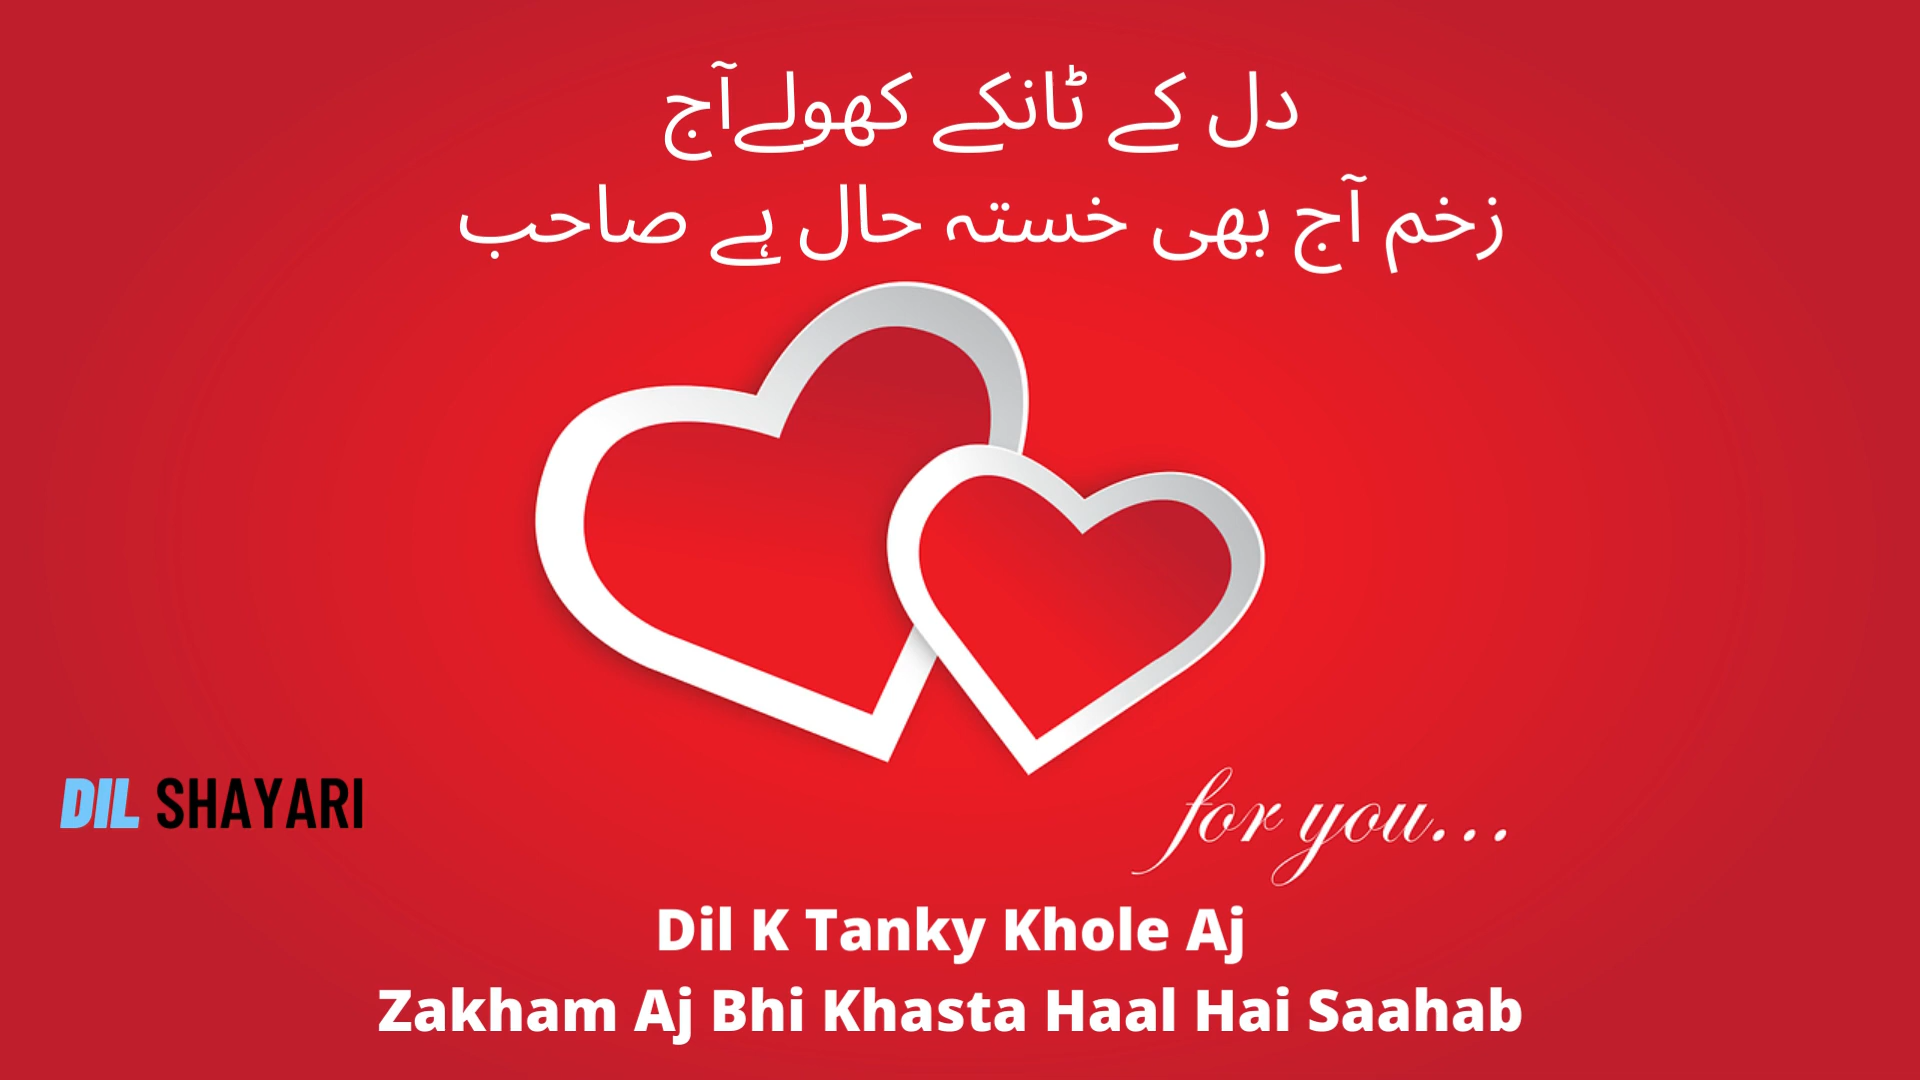 دل کے ٹانکے کھولےآج
زخم آج بھی خستہ حال ہے صاحب
DIL SHAYARI
for you...
Dil K Tanky Khole Aj
Zakham Aj Bhi Khasta Haal Hai Saahab